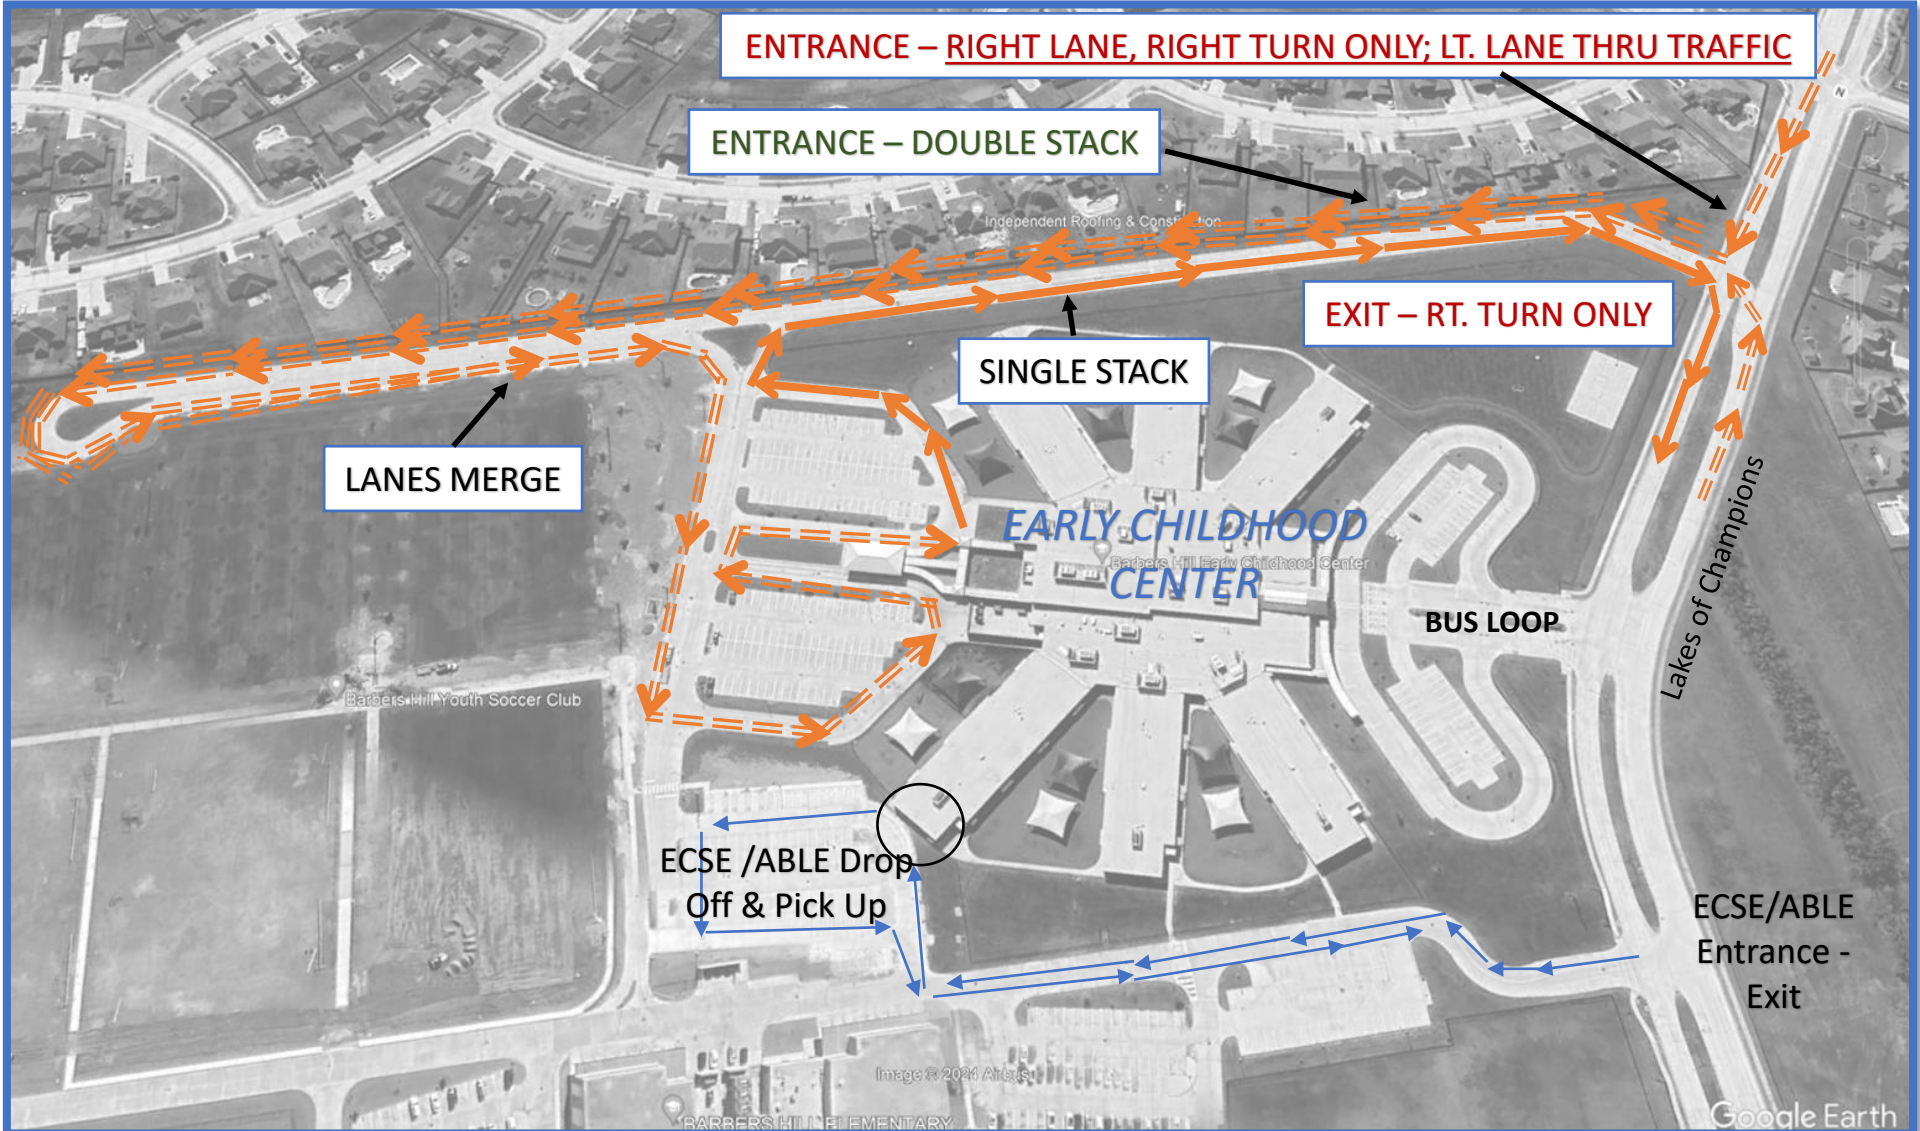 ENTRANCE – RIGHT LANE, RIGHT TURN ONLY; LT. LANE THRU TRAFFIC
N
ENTRANCE – DOUBLE STACK
Independent Roofing & Construction
EXIT – RT. TURN ONLY
SINGLE STACK
LANES MERGE
EARLY CHILDHOOD
CENTER
Barbers Hill Early Childhood Center
BUS LOOP
Lakes of Champions
Barbers Hill Youth Soccer Club
ECSE /ABLE Drop
Off & Pick Up
ECSE/ABLE
Entrance -
Exit
Image © 2024 Airbus
BARBERS HILL ELEMENTARY
Google Earth